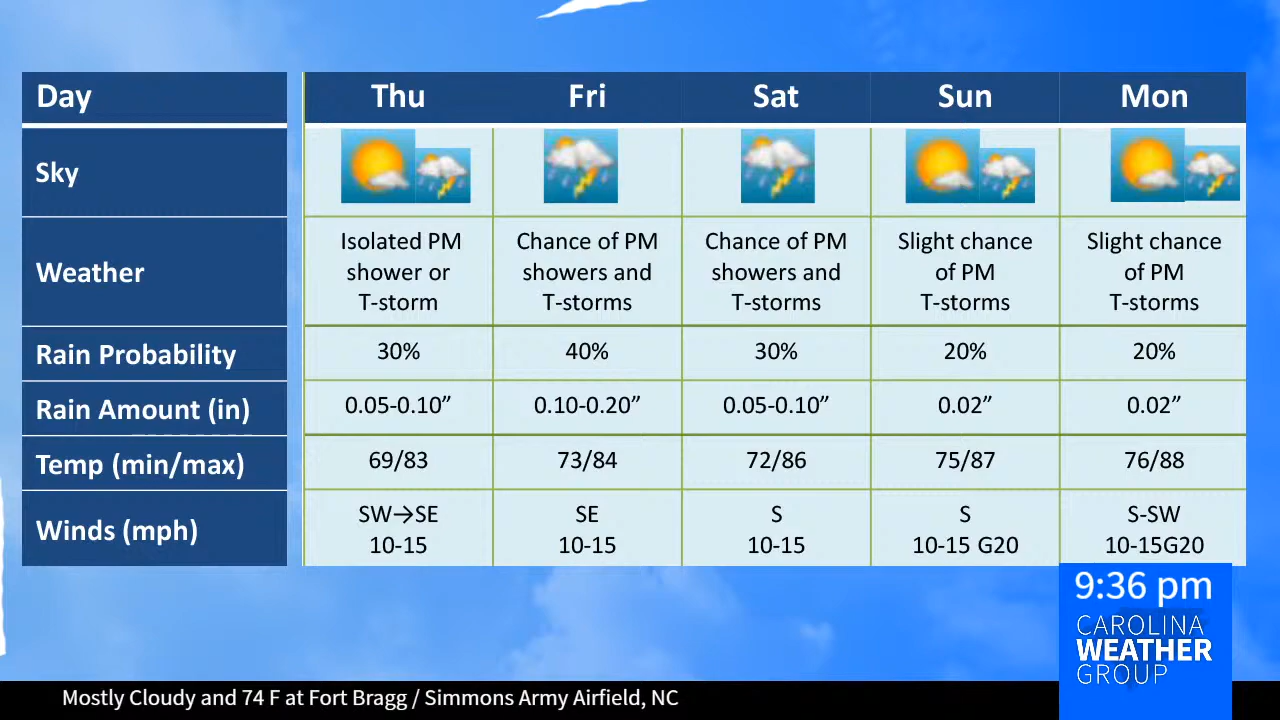 Day Thu Fri Sat Sun Mon
Sky
Weather
Isolated PM
shower or
T-storm
Chance of PM
showers and
T-storms
Chance of PM
showers and
T-storms
Slight chance
of PM
T-storms
Slight chance
of PM
T-storms
Rain Probability 30% 40% 30% 20% 20%
Rain Amount (in) 0.05-0.10” 0.10-0.20” 0.05-0.10” 0.02” 0.02”
Temp (min/max) 69/83 73/84 72/86 75/87 76/88
Winds (mph)
SW→SE
10-15
SE
10-15
S
10-15
S
10-15 G20
S-SW
10-15G20
9:36 pm
CAROLINA
WEATHER
GROUP
Mostly Cloudy and 74 F at Fort Bragg / Simmons Army Airfield, NC